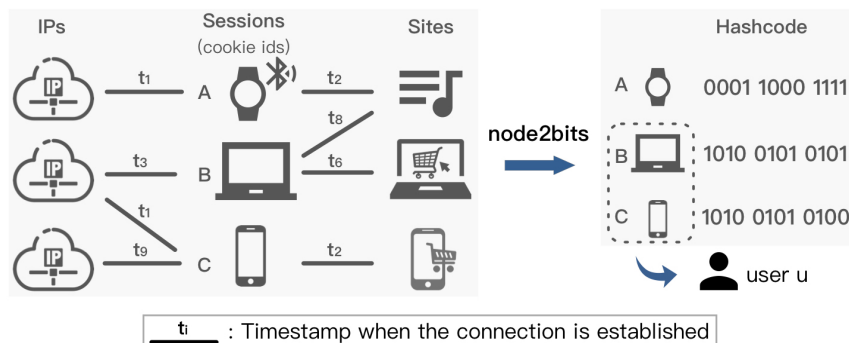 IPs
Sessions
(cookie ids)
Sites
Hashcode
IP
t1
A
t2
A
0001 1000 1111
t8
node2bits
IP
t3
B
t6
B
1010 0101 0101
t1
IP
t9
C
t2
C
1010 0101 0100
user u
ti : Timestamp when the connection is established